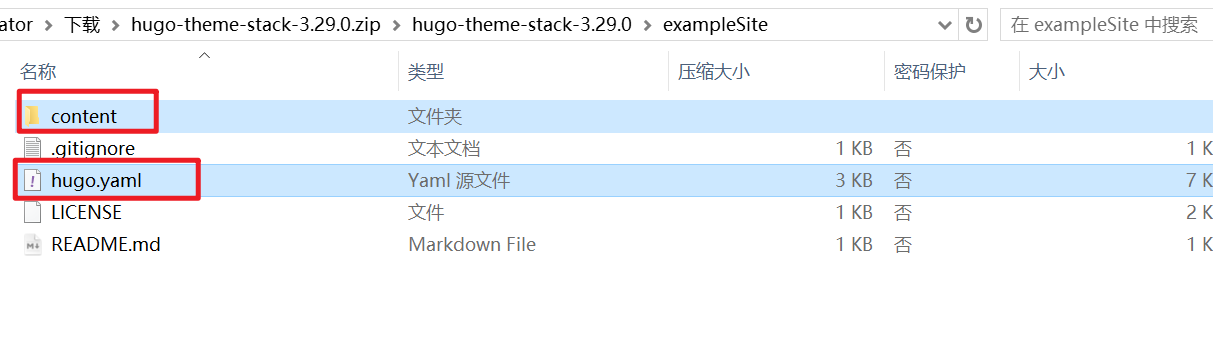 ator > 下载 > hugo-theme-stack-3.29.0.zip > hugo-theme-stack-3.29.0 > exampleSite 在 exampleSite 中搜索
名称 类型 压缩大小 密码保护 大小
content 文件夹
.gitignore 文本文档 1 KB 否 1 K
hugo.yaml Yaml 源文件 3 KB 否 7 K
LICENSE 文件 1 KB 否 2 K
README.md Markdown File 1 KB 否 1 K